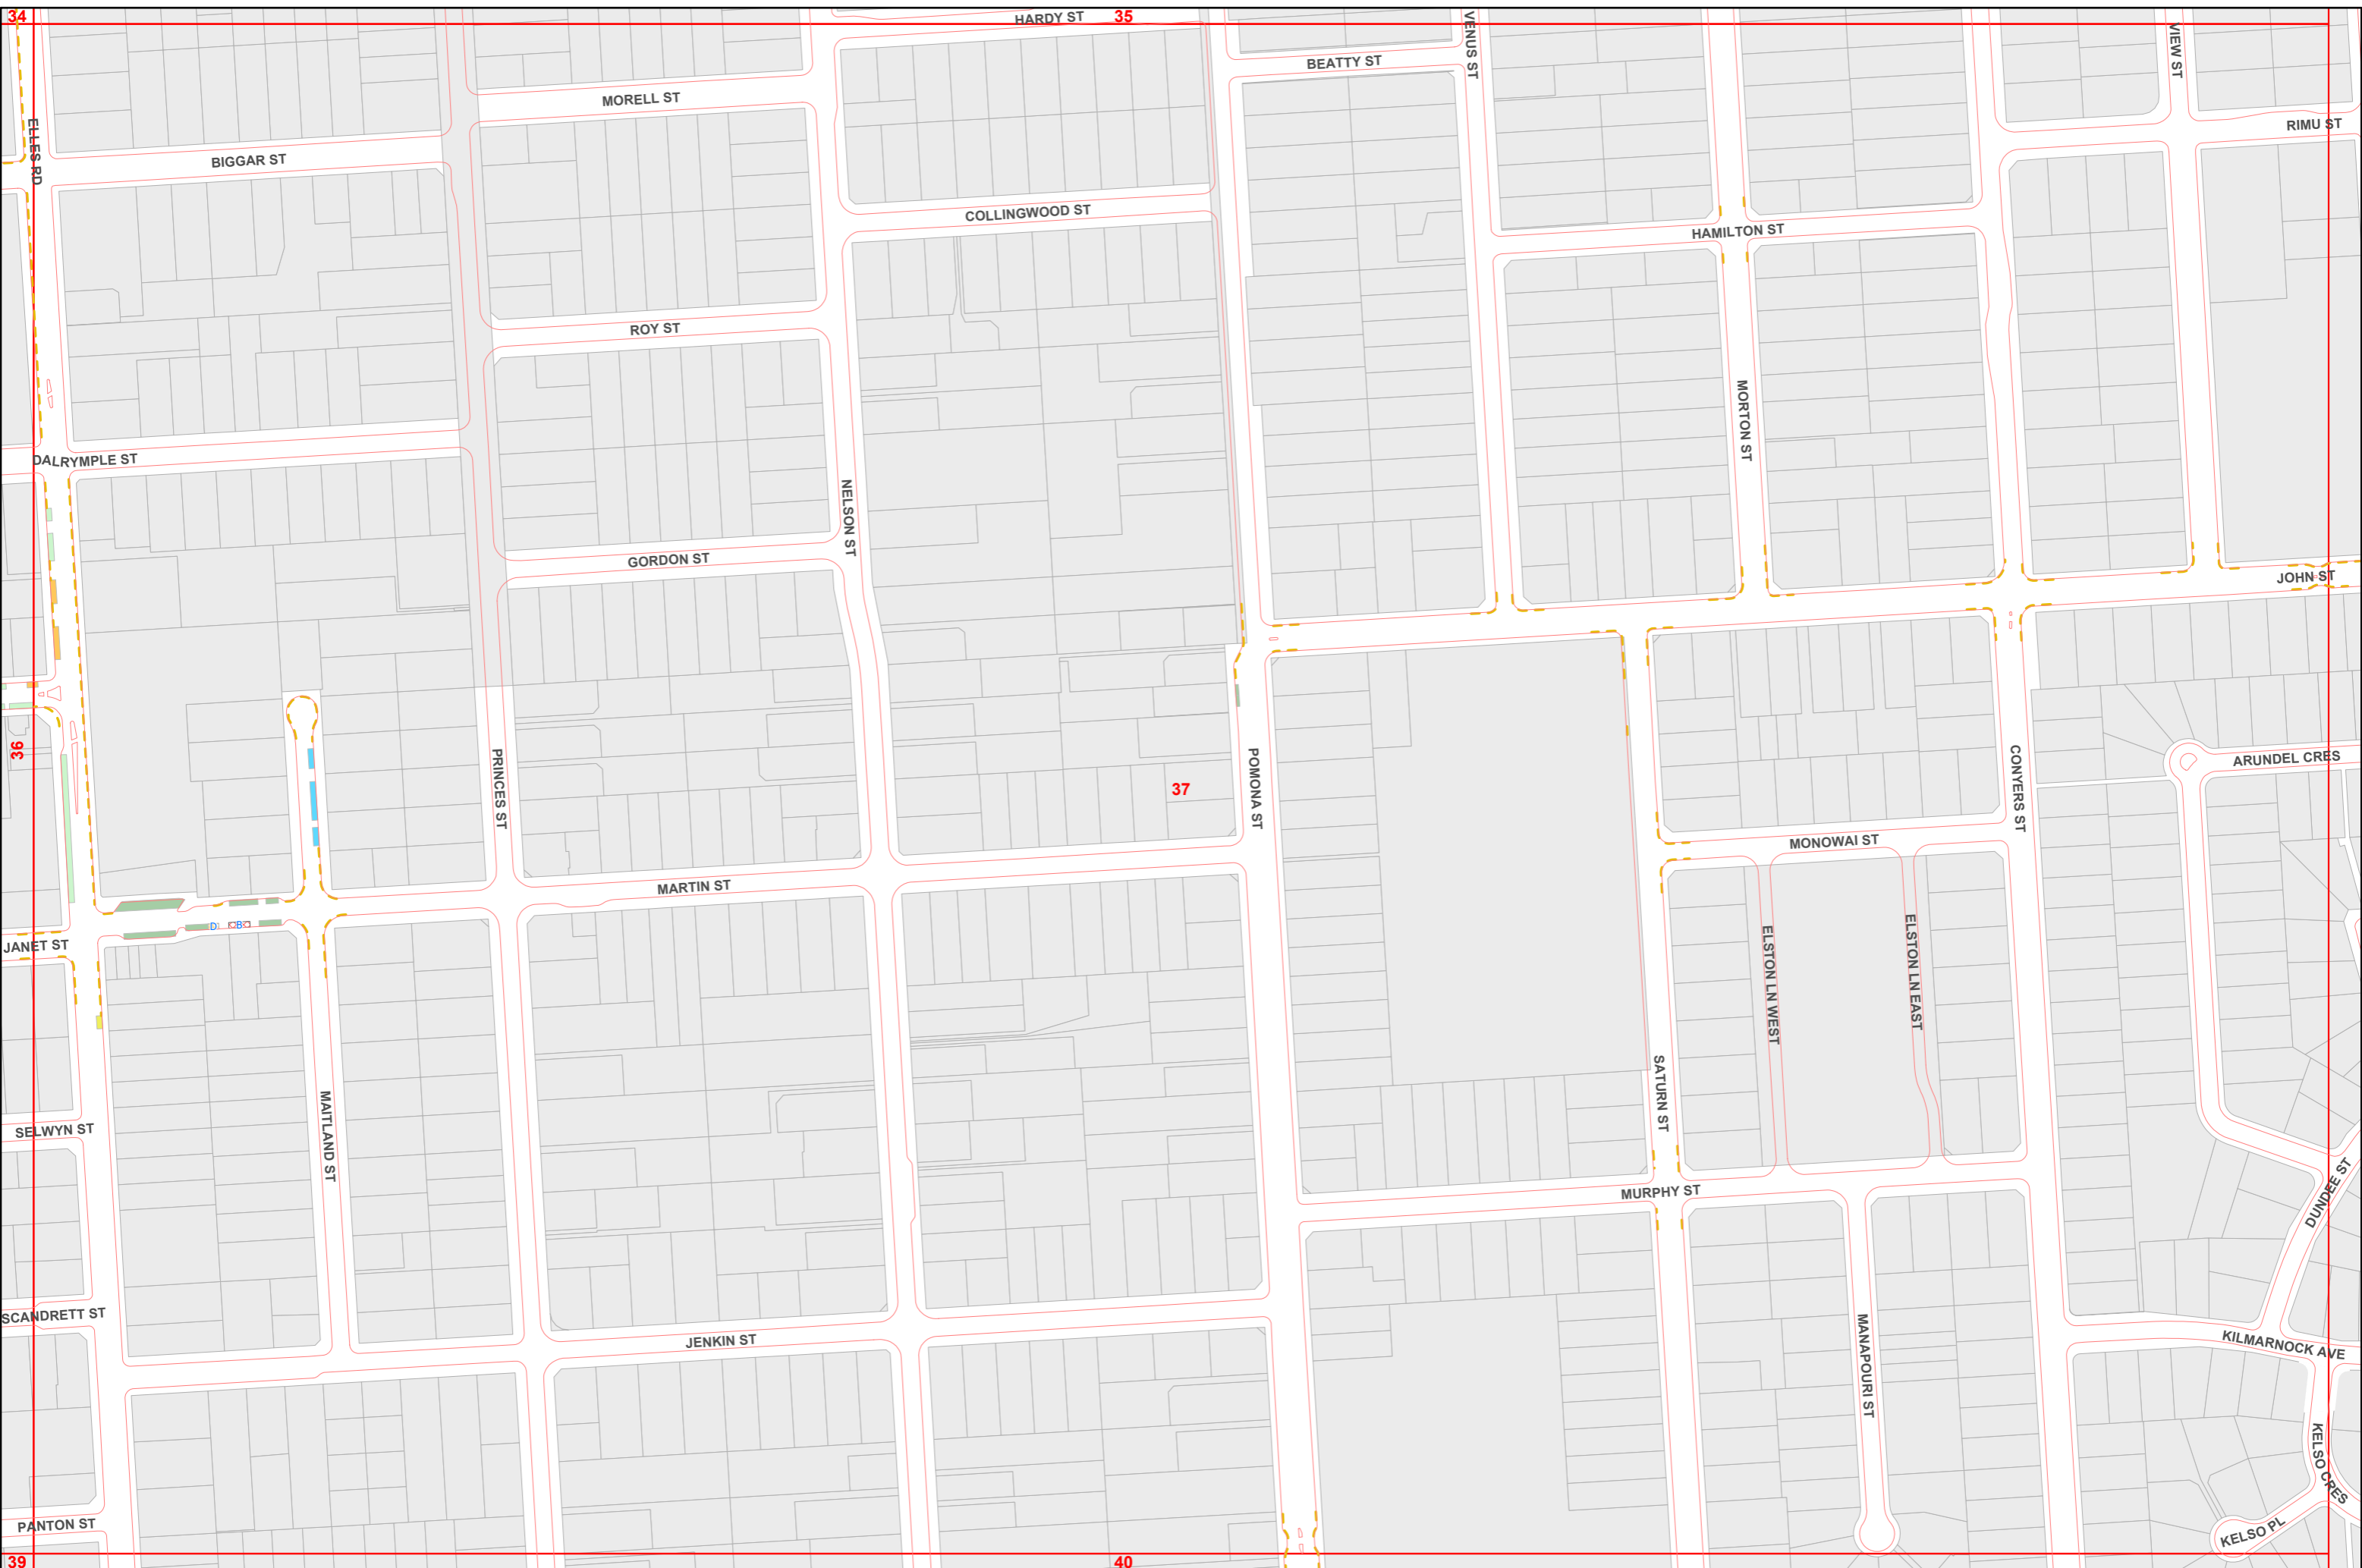 34
HARDY ST
35
VENUS ST
VIEW ST
BEATTY ST
MORELL ST
ELLES RD
RIMU ST
BIGGAR ST
COLLINGWOOD ST
HAMILTON ST
ROY ST
MORTON ST
DALRYMPLE ST
NELSON ST
GORDON ST
JOHN ST
36
PRINCES ST
37
POMONA ST
CONYERS ST
ARUNDEL CRES
MONOWAI ST
MARTIN ST
D
B
JANET ST
ELSTON LN WEST
ELSTON LN EAST
MAITLAND ST
SATURN ST
SELWYN ST
MURPHY ST
DUNDEE ST
SCANDRETT ST
JENKIN ST
MANAPOURI ST
KILMARNOCK AVE
KELSO CRES
PANTON ST
KELSO PL
39
40